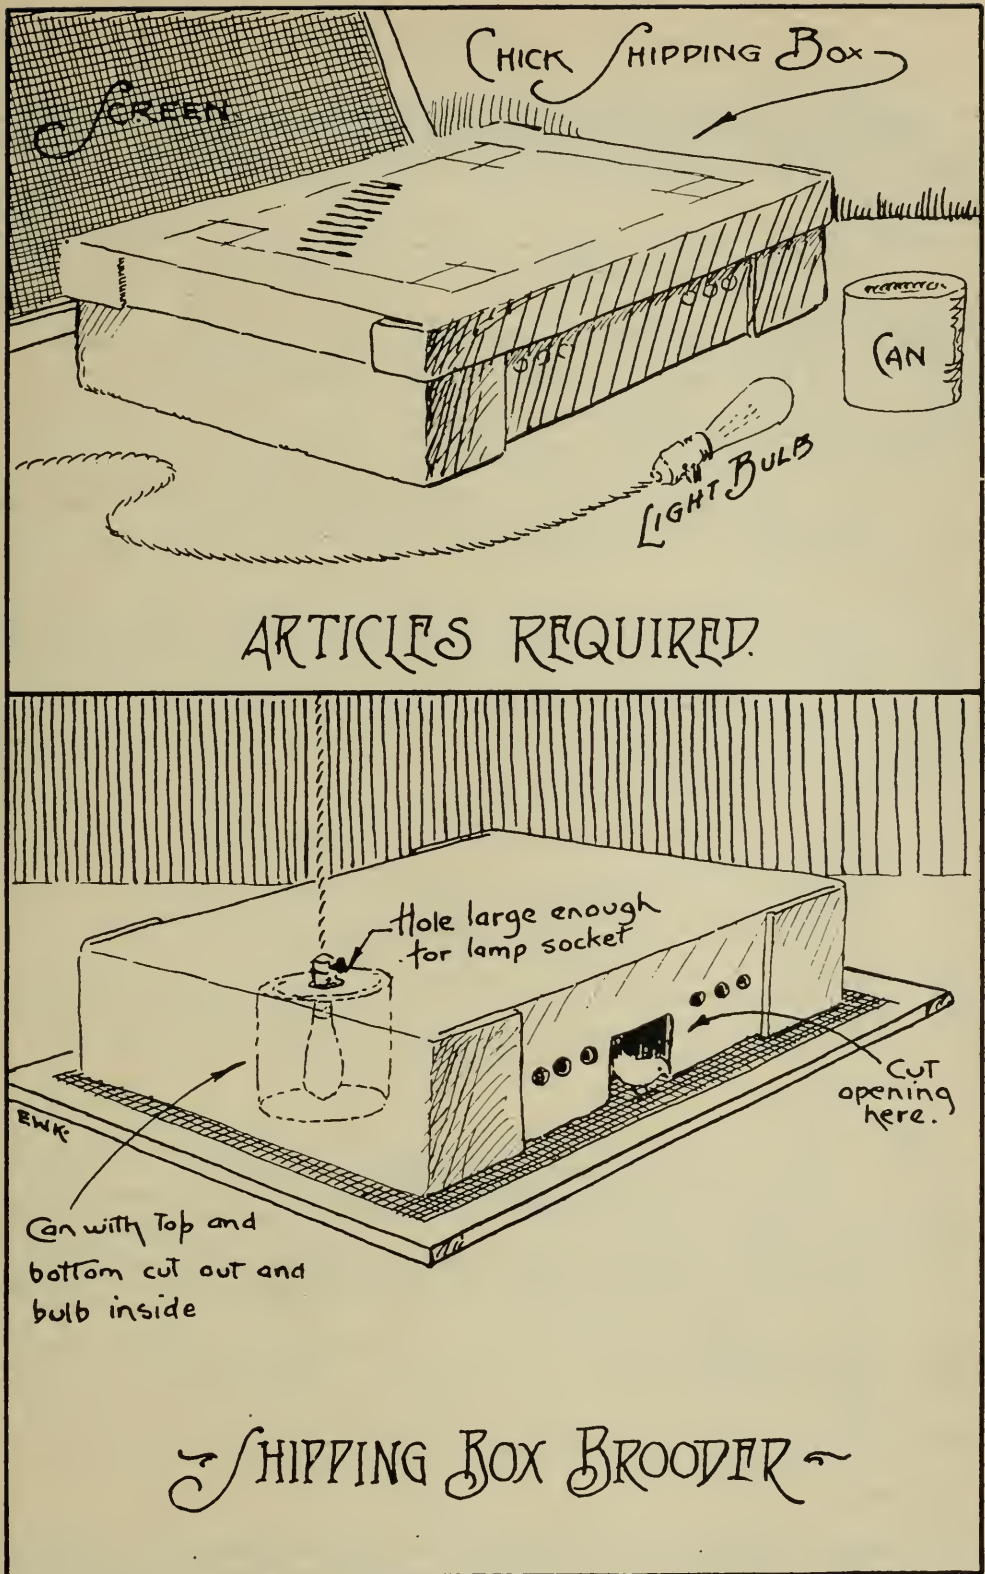 CHICK SHIPPING BOX
SCREEN
CAN
LIGHT BULB
ARTICLES REQUIRED.
Hole large enough
for lamp socket
CUT
opening
here.
EWK.
Can with Top and
bottom cut out and
bulb inside
SHIPPING BOX BROODER